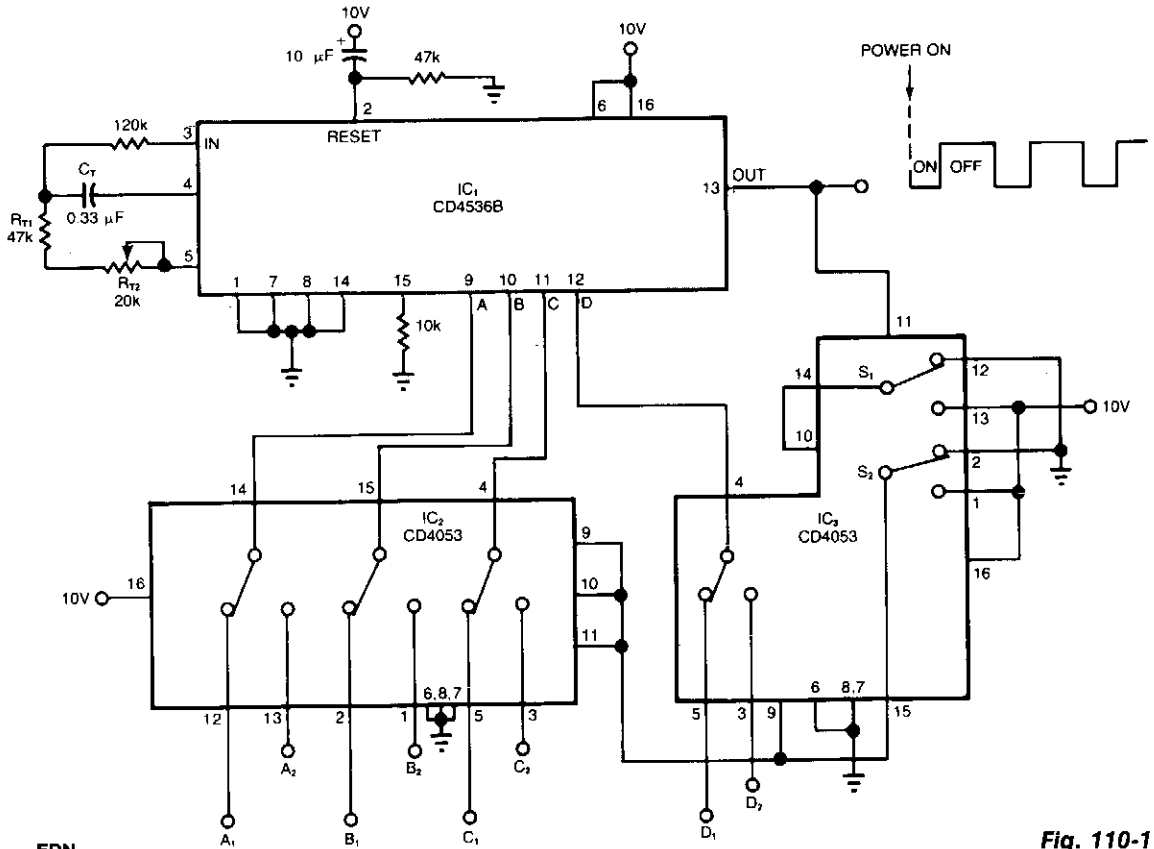 10V
10 µF
+
47k
10V
POWER ON
2
6
16
RESET
120k
3
IN
C_T
4
0.33 µF
R_T1
47k
5
R_T2
20k
IC₁
CD4536B
13
OUT
ON
OFF
1
7
8
14
15
9
10
11
12
A
B
C
D
10k
11
14
S₁
12
13
10V
10
2
S₂
1
16
4
IC₃
CD4053
14
15
4
IC₂
CD4053
9
16
10V
10
11
12
13
2
1
6,8,7
5
3
5
3
9
6
8,7
15
A₂
B₂
C₂
D₂
A₁
B₁
C₁
D₁
Fig. 110-1